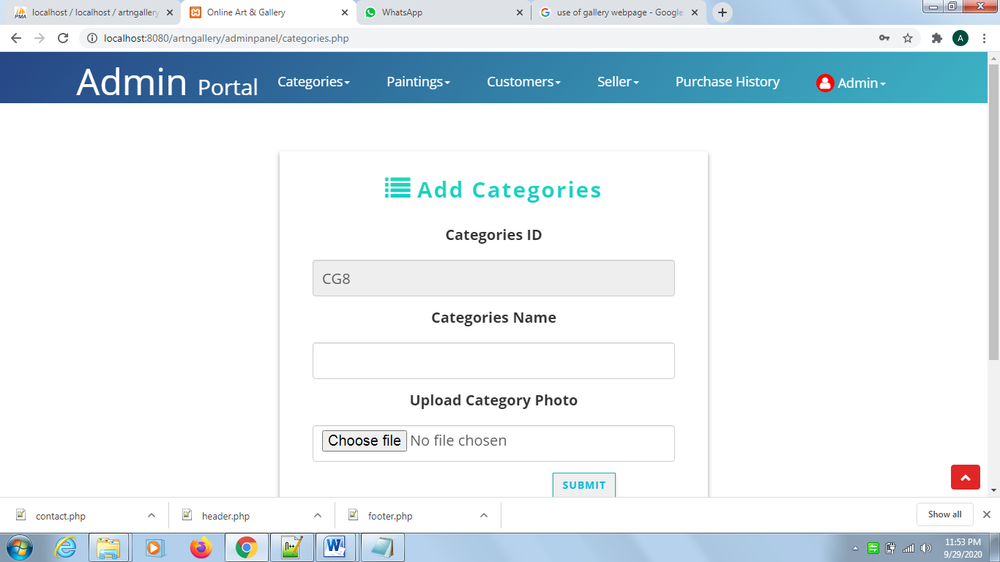 localhost / localhost / artngallery
Online Art & Gallery
WhatsApp
use of gallery webpage - Google
localhost:8080/artngallery/adminpanel/categories.php
A
Admin Portal
Categories
Paintings
Customers
Seller
Purchase History
Admin
Add Categories
Categories ID
CG8
Categories Name
Upload Category Photo
Choose file No file chosen
SUBMIT
contact.php
header.php
footer.php
Show all
11:53 PM
9/29/2020